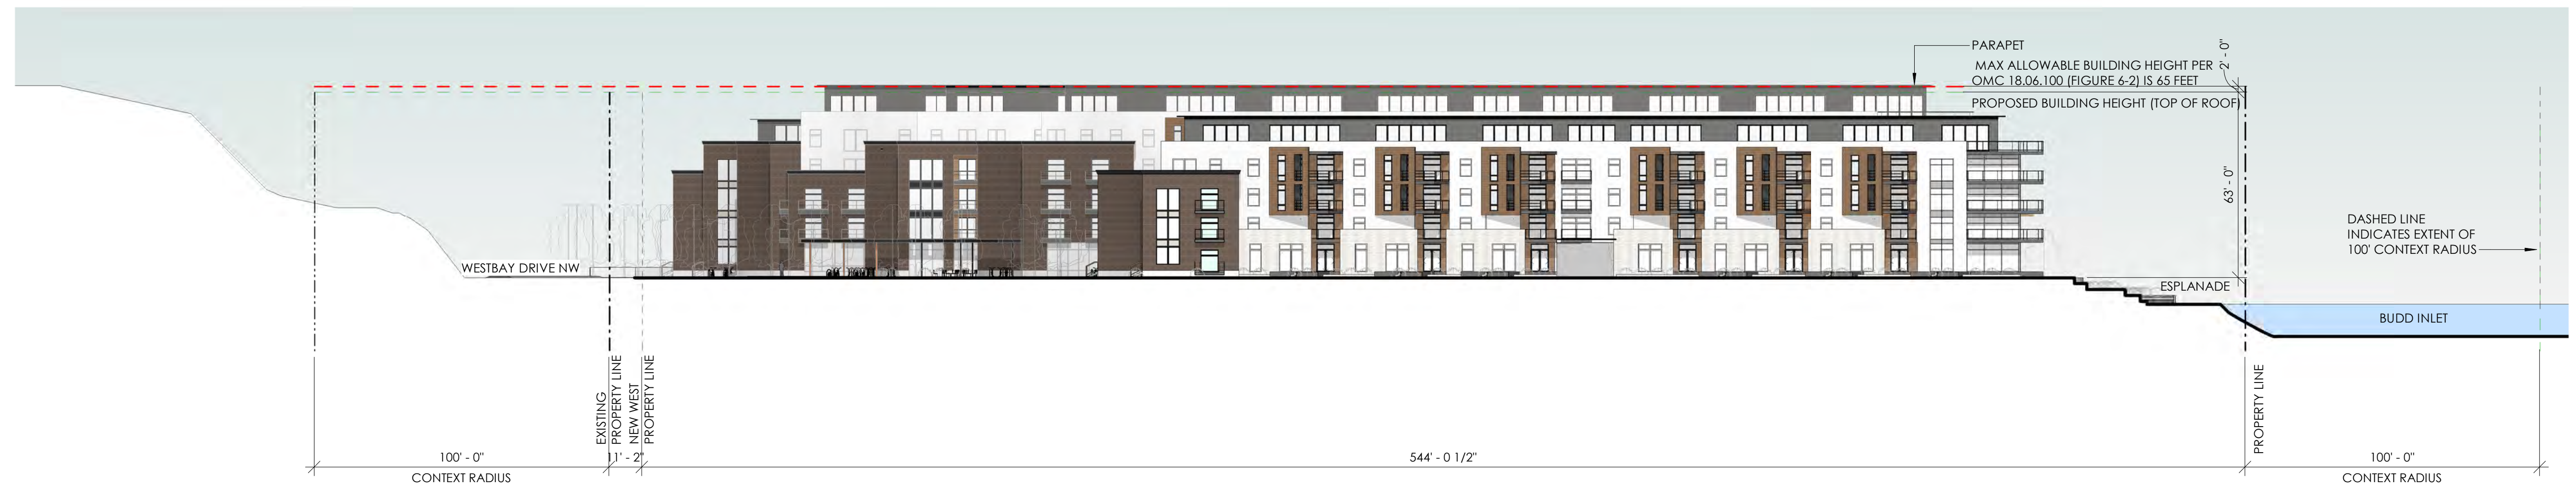 PARAPET
MAX ALLOWABLE BUILDING HEIGHT PER
OMC 18.06.100 (FIGURE 6-2) IS 65 FEET
2' - 0"
PROPOSED BUILDING HEIGHT (TOP OF ROOF)
63' - 0"
DASHED LINE
INDICATES EXTENT OF
100' CONTEXT RADIUS
WESTBAY DRIVE NW
ESPLANADE
BUDD INLET
EXISTING
PROPERTY LINE
NEW WEST
PROPERTY LINE
PROPERTY LINE
100' - 0"
CONTEXT RADIUS
11' - 2"
544' - 0 1/2"
100' - 0"
CONTEXT RADIUS